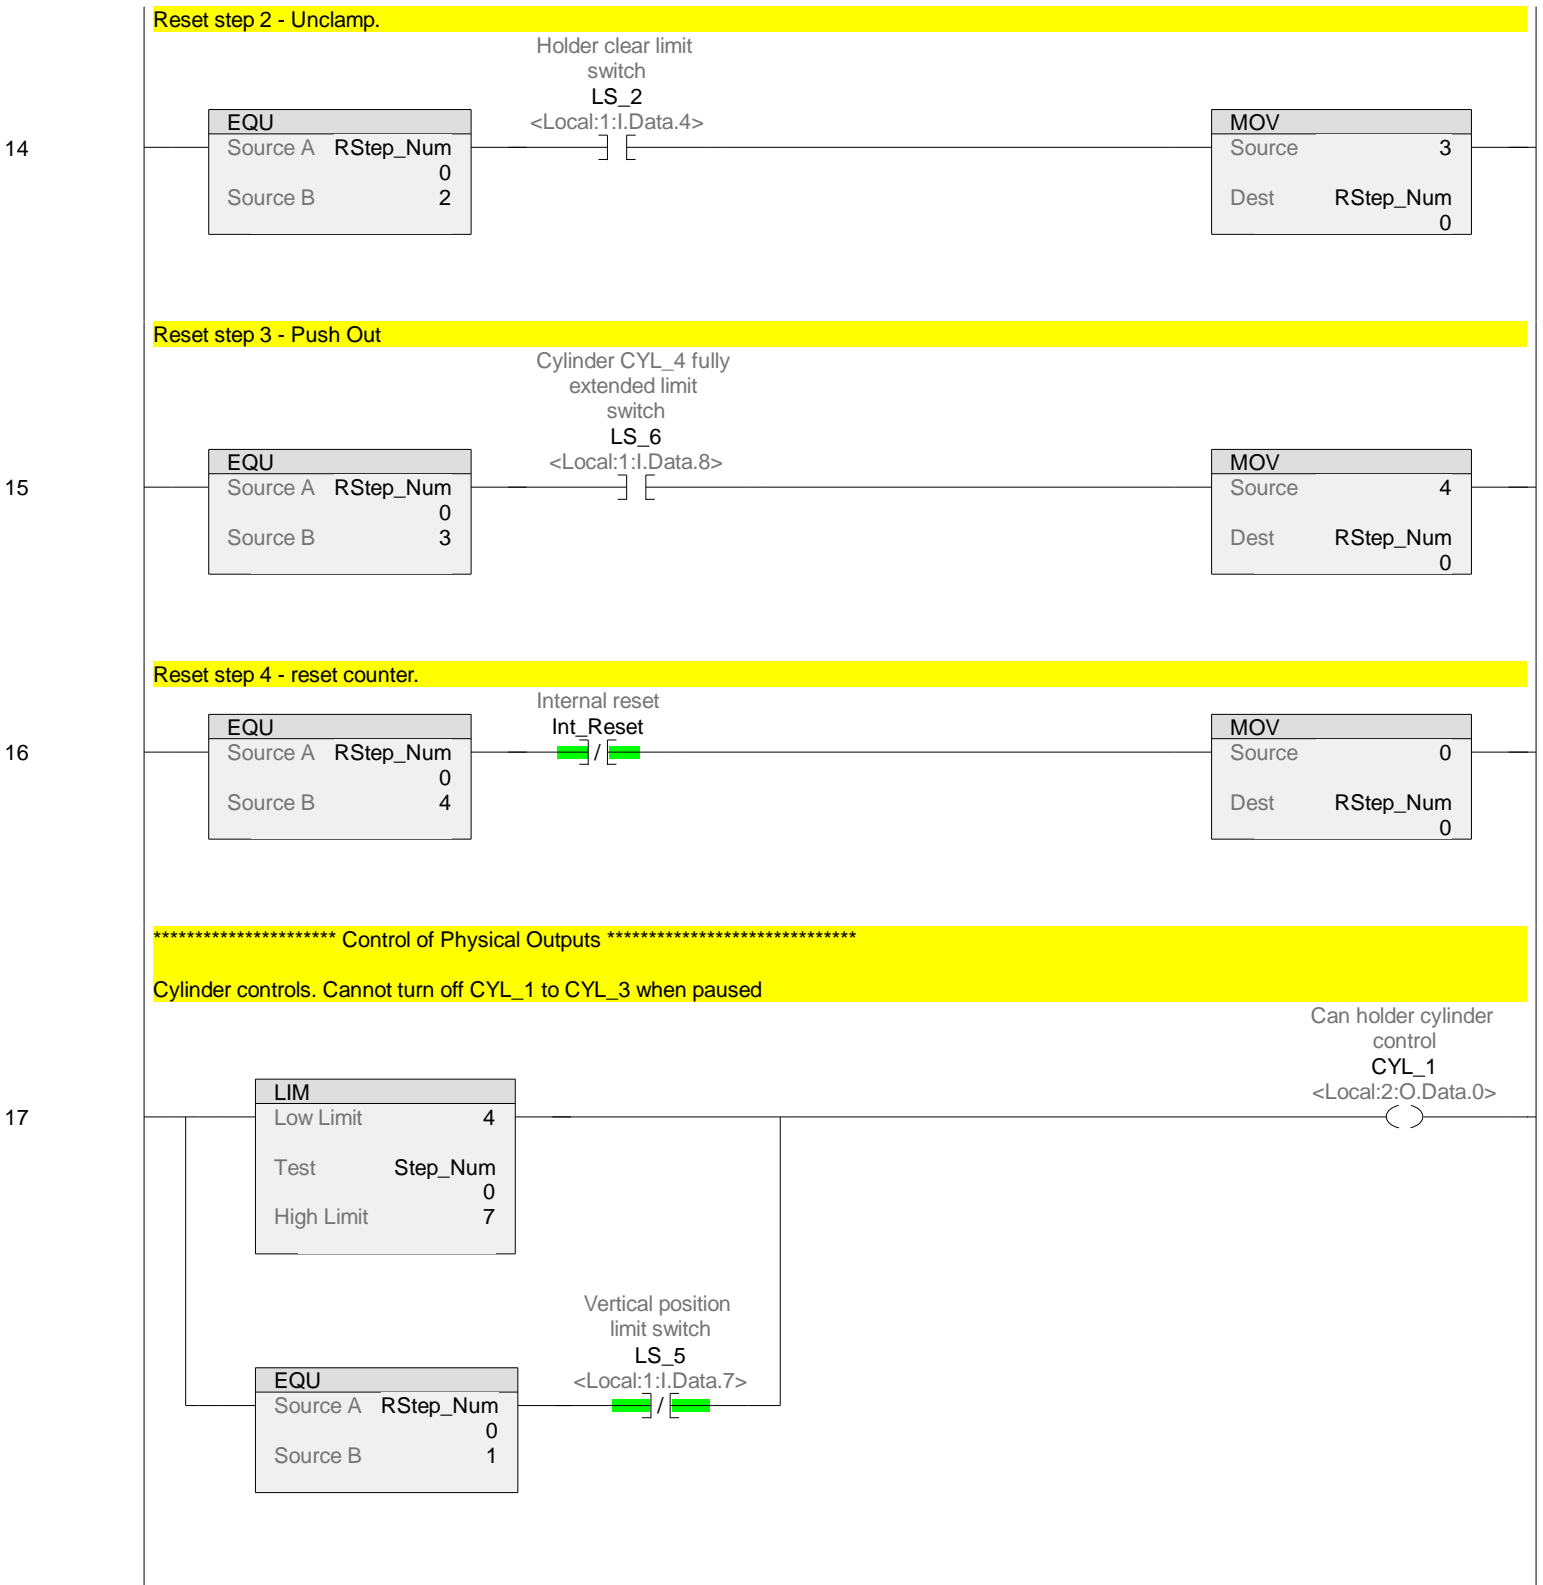 Reset step 2 - Unclamp.
Holder clear limit
switch
LS_2
<Local:1:I.Data.4>
14
EQU
Source A RStep_Num
0
Source B 2
MOV
Source 3
Dest RStep_Num
0
Reset step 3 - Push Out
Cylinder CYL_4 fully
extended limit
switch
LS_6
<Local:1:I.Data.8>
15
EQU
Source A RStep_Num
0
Source B 3
MOV
Source 4
Dest RStep_Num
0
Reset step 4 - reset counter.
Internal reset
Int_Reset
16
EQU
Source A RStep_Num
0
Source B 4
MOV
Source 0
Dest RStep_Num
0
********************** Control of Physical Outputs ******************************
Cylinder controls. Cannot turn off CYL_1 to CYL_3 when paused
Can holder cylinder
control
CYL_1
<Local:2:O.Data.0>
17
LIM
Low Limit 4
Test Step_Num
0
High Limit 7
Vertical position
limit switch
LS_5
<Local:1:I.Data.7>
EQU
Source A RStep_Num
0
Source B 1